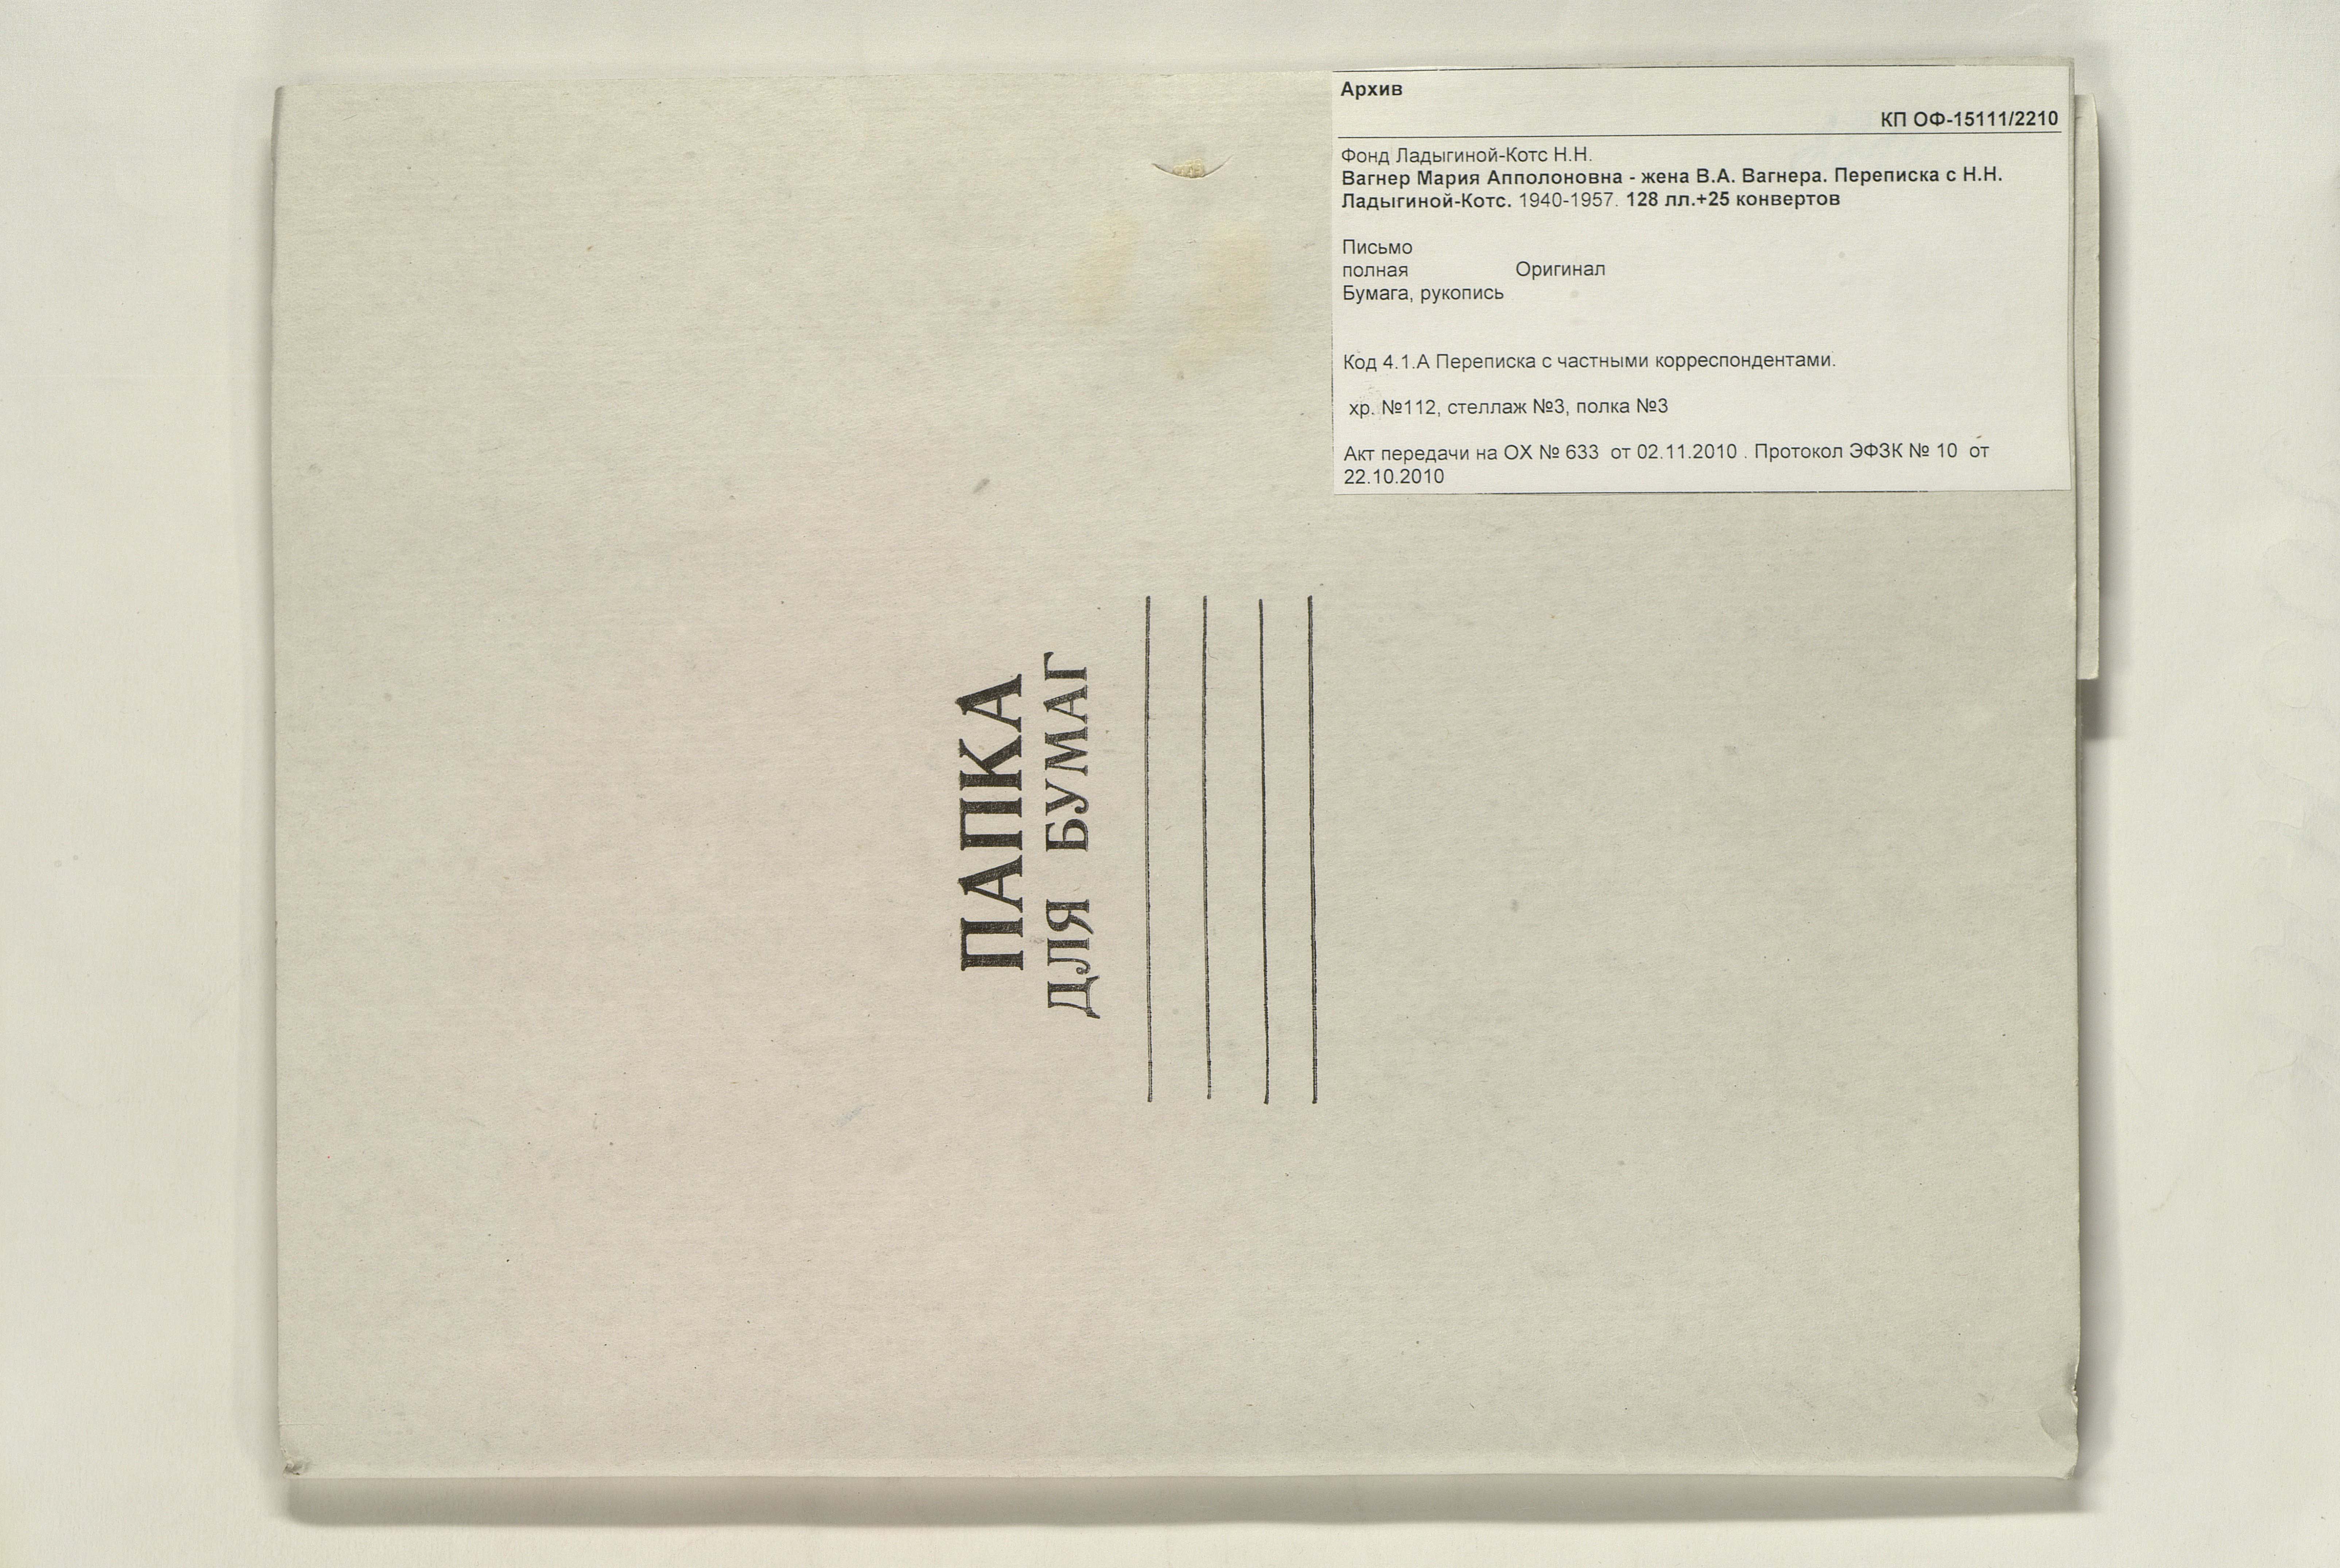 Архив
КП ОФ-15111/2210
Фонд Ладыгиной-Котс Н.Н.
Вагнер Мария Апполоновна - жена В.А. Вагнера. Переписка с Н.Н.
Ладыгиной-Котс. 1940-1957. 128 лл.+25 конвертов
Письмо
полная Оригинал
Бумага, рукопись
Код 4.1.А Переписка с частными корреспондентами.
хр. №112, стеллаж №3, полка №3
Акт передачи на ОХ № 633 от 02.11.2010 . Протокол ЭФЗК № 10 от
22.10.2010
ПАПКА
ДЛЯ БУМАГ